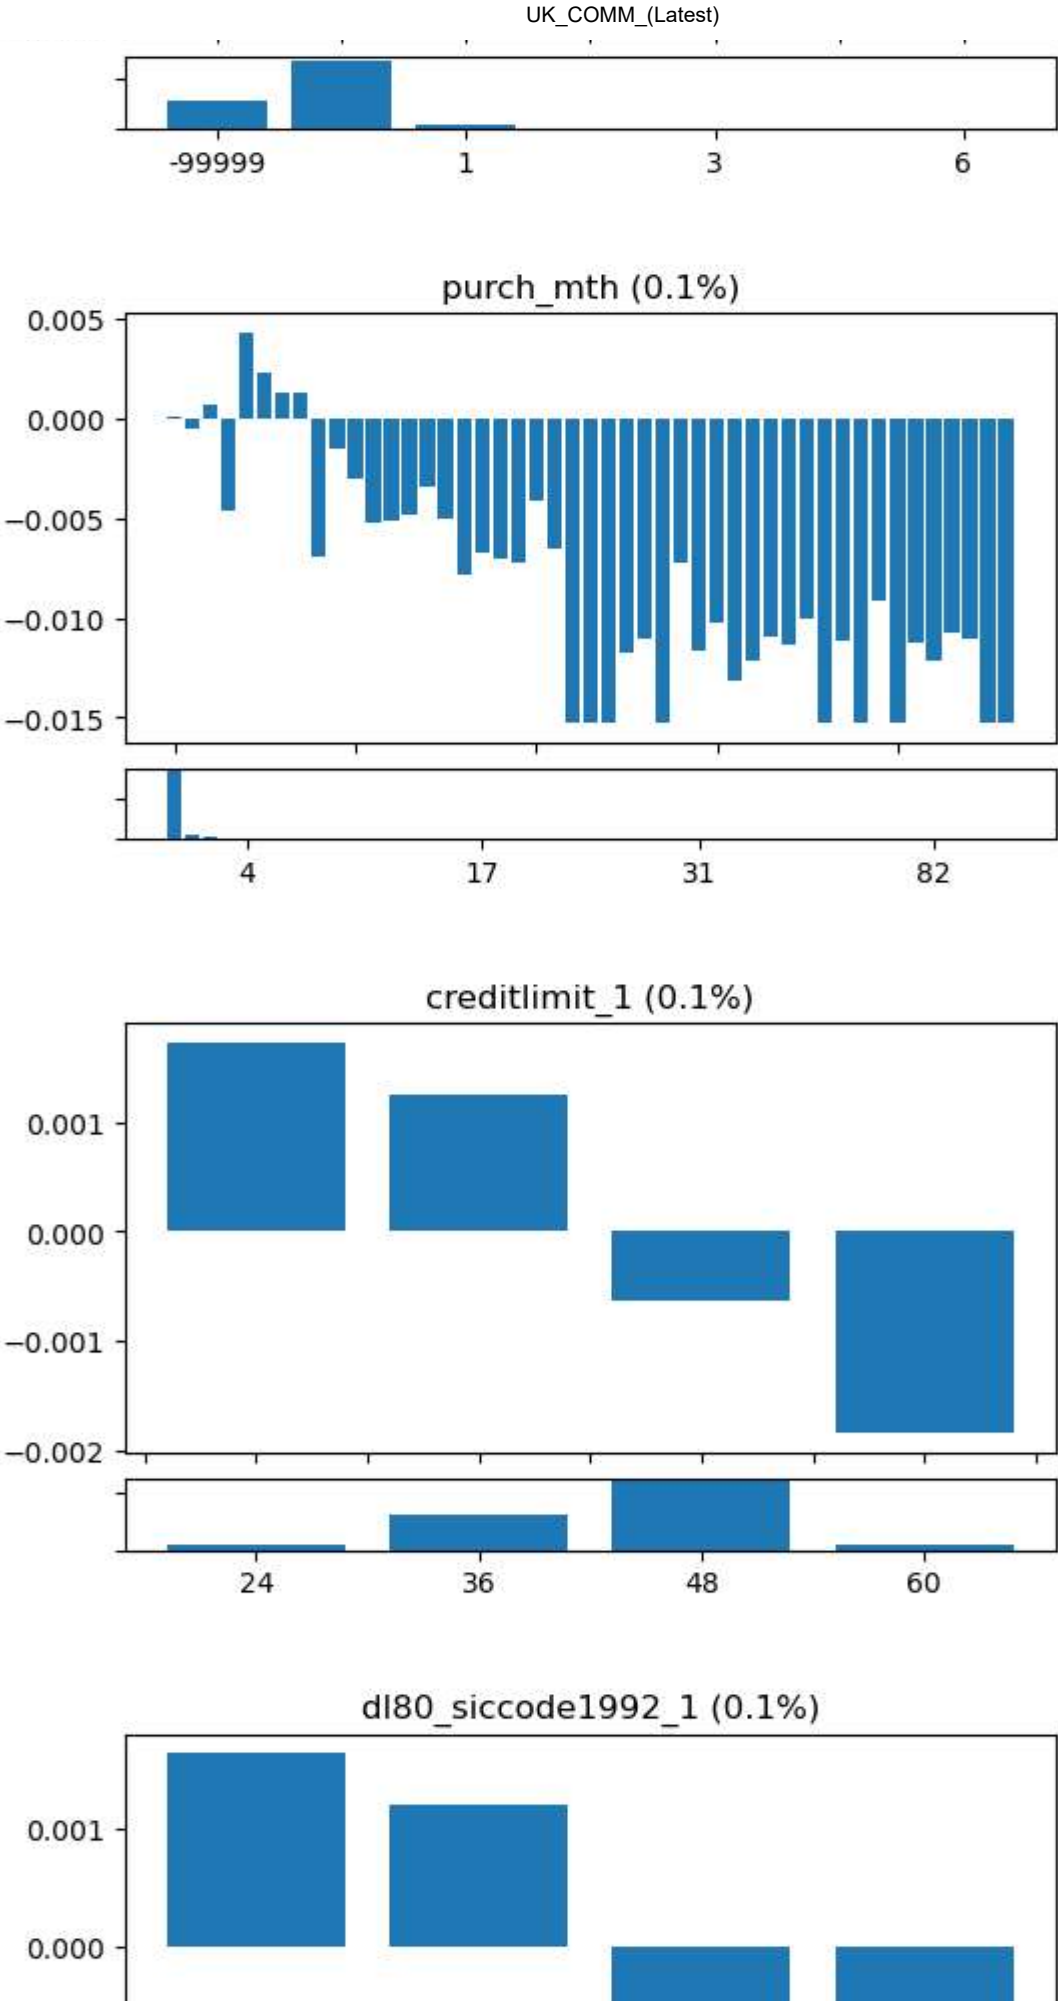 UK_COMM_(Latest)
-99999 1 3 6
purch_mth (0.1%)
0.005
0.000
−0.005
−0.010
−0.015
4 17 31 82
creditlimit_1 (0.1%)
0.001
0.000
−0.001
−0.002
24 36 48 60
dl80_siccode1992_1 (0.1%)
0.001
0.000